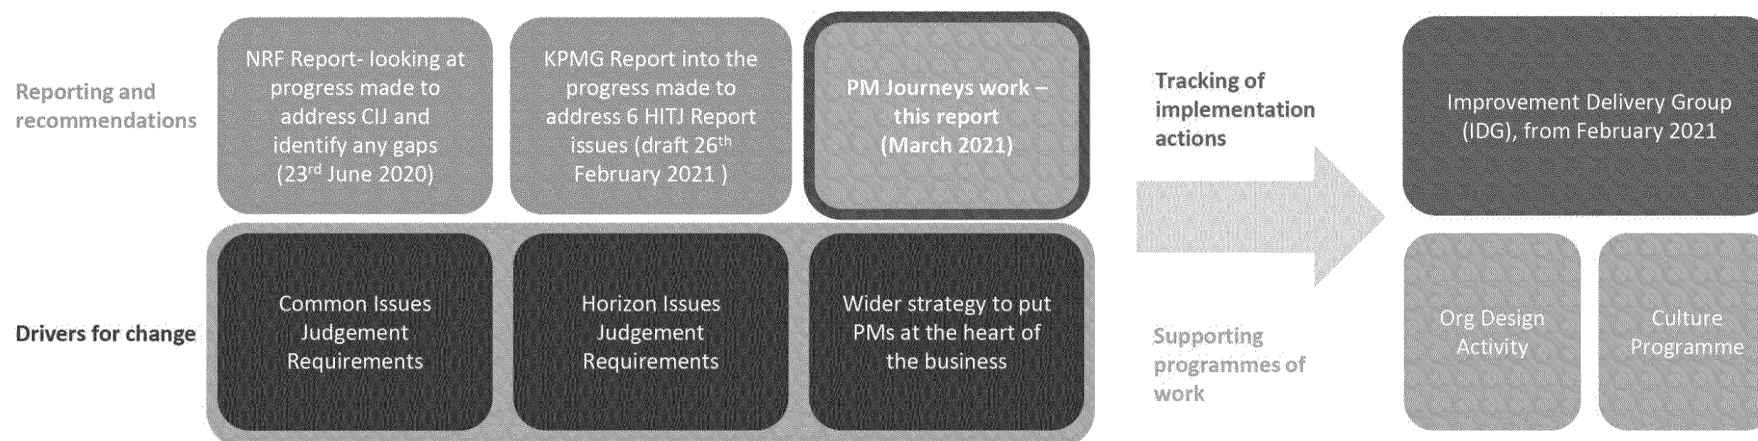 Reporting and
recommendations
NRF Report- looking at
progress made to
address CIJ and
identify any gaps
(23rd June 2020)
KPMG Report into the
progress made to
address 6 HITJ Report
issues (draft 26th
February 2021 )
PM Journeys work –
this report
(March 2021)
Tracking of
implementation
actions
Improvement Delivery Group
(IDG), from February 2021
Drivers for change
Common Issues
Judgement
Requirements
Horizon Issues
Judgement
Requirements
Wider strategy to put
PMs at the heart of
the business
Supporting
programmes of
work
Org Design
Activity
Culture
Programme